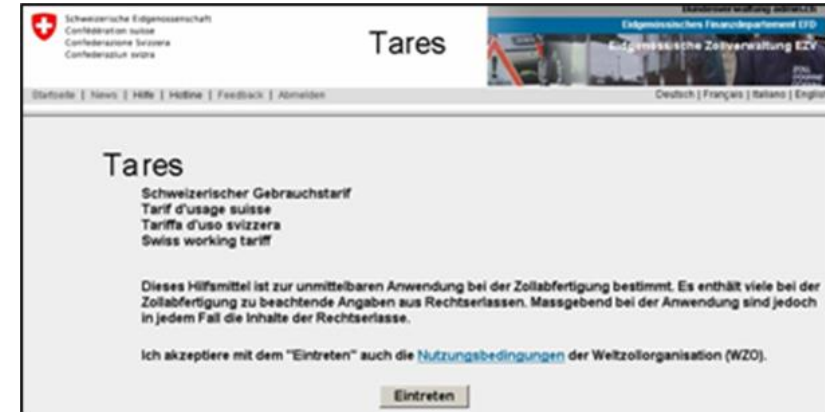 Schweizerische Eidgenossenschaft
Confédération suisse
Confederazione Svizzera
Confederaziun svizra
Tares
Bundesverwaltung admin.ch
Eidgenössisches Finanzdepartement EFD
Eidgenössische Zollverwaltung EZV
Startseite | News | Hilfe | Hotline | Feedback | Abmelden
Deutsch | Français | Italiano | English
Tares
Schweizerischer Gebrauchstarif
Tarif d'usage suisse
Tariffa d'uso svizzera
Swiss working tariff
Dieses Hilfsmittel ist zur unmittelbaren Anwendung bei der Zollabfertigung bestimmt. Es enthält viele bei der
Zollabfertigung zu beachtende Angaben aus Rechtserlassen. Massgebend bei der Anwendung sind jedoch
in jedem Fall die Inhalte der Rechtserlasse.
Ich akzeptiere mit dem "Eintreten" auch die Nutzungsbedingungen der Weltzollorganisation (WZO).
Eintreten